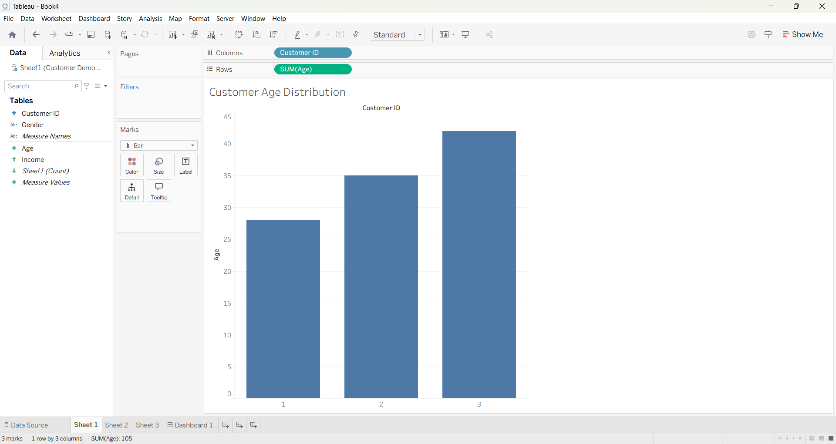 Tableau - Book4
File Data Worksheet Dashboard Story Analysis Map Format Server Window Help
Standard
Show Me
Data Analytics
Sheet1 (Customer Demo...
Search
Tables
Customer ID
Abc Gender
Abc Measure Names
Age
Income
Sheet1 (Count)
Measure Values
Pages
Filters
Marks
Bar
Color Size Label
Detail Tooltip
Columns Customer ID
Rows SUM(Age)
Customer Age Distribution
Customer ID
45
40
35
30
25
20
15
10
5
0
Age
1 2 3
Data Source Sheet 1 Sheet 2 Sheet 3 Dashboard 1
3 marks 1 row by 3 columns SUM(Age): 105